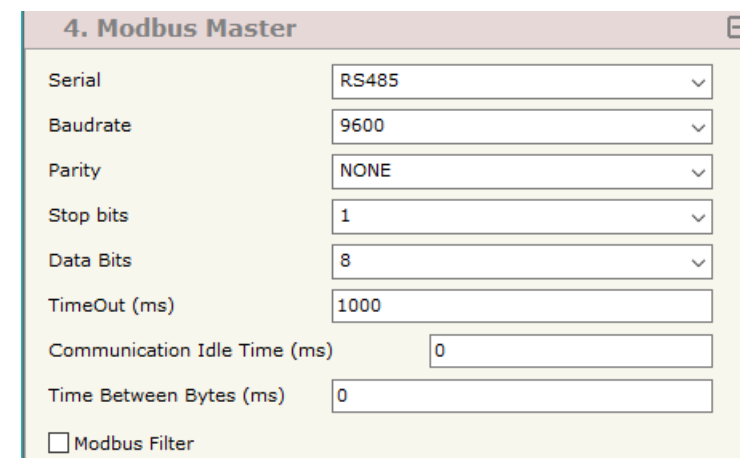 4. Modbus Master
Serial RS485
Baudrate 9600
Parity NONE
Stop bits 1
Data Bits 8
TimeOut (ms) 1000
Communication Idle Time (ms) 0
Time Between Bytes (ms) 0
Modbus Filter